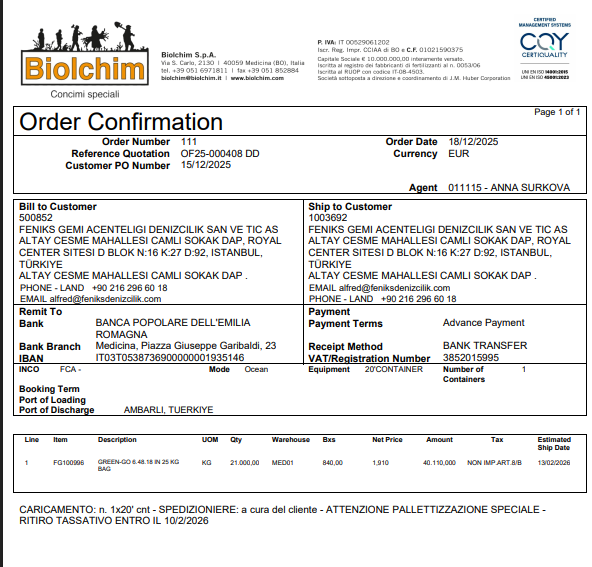 Biolchim
Concimi speciali
Biolchim S.p.A.
Via S. Carlo, 2130 | 40059 Medicina (BO), Italia
tel. +39 051 6971811 | fax +39 051 852884
biolchim@biolchim.it | www.biolchim.com
P. IVA: IT 00529061202
Iscr. Reg. Impr. CCIAA di BO e C.F. 01021590375
Capitale Sociale € 10.000.000,00 interamente versato.
Iscritta al registro dei fabbricanti di fertilizzanti al n. 0053/06
Iscritta al RUOP con codice IT-08-4503.
Società sottoposta a direzione e coordinamento di J.M. Huber Corporation
CERTIFIED
MANAGEMENT SYSTEMS
CQY
CERTIQUALITY
UNI EN ISO 14001:2015
UNI EN ISO 45001:2023
Page 1 of 1
Order Confirmation
Order Number 111 Order Date 18/12/2025
Reference Quotation OF25-000408 DD Currency EUR
Customer PO Number 15/12/2025
Agent 011115 - ANNA SURKOVA
Bill to Customer
500852
FENIKS GEMI ACENTELIGI DENIZCILIK SAN VE TIC AS
ALTAY CESME MAHALLESI CAMLI SOKAK DAP, ROYAL
CENTER SITESI D BLOK N:16 K:27 D:92, ISTANBUL,
TÜRKIYE
ALTAY CESME MAHALLESI CAMLI SOKAK DAP .
PHONE - LAND +90 216 296 60 18
EMAIL alfred@feniksdenizcilik.com
Ship to Customer
1003692
FENIKS GEMI ACENTELIGI DENIZCILIK SAN VE TIC AS
ALTAY CESME MAHALLESI CAMLI SOKAK DAP, ROYAL
CENTER SITESI D BLOK N:16 K:27 D:92, ISTANBUL,
TÜRKIYE
ALTAY CESME MAHALLESI CAMLI SOKAK DAP .
EMAIL alfred@feniksdenizcilik.com
PHONE - LAND +90 216 296 60 18
Remit To
Bank BANCA POPOLARE DELL'EMILIA
ROMAGNA
Bank Branch Medicina, Piazza Giuseppe Garibaldi, 23
IBAN IT03T0538736900000001935146
Payment
Payment Terms Advance Payment
Receipt Method BANK TRANSFER
VAT/Registration Number 3852015995
INCO FCA - Mode Ocean Equipment 20'CONTAINER Number of 1
Containers
Booking Term
Port of Loading
Port of Discharge AMBARLI, TUERKIYE
Line Item Description UOM Qty Warehouse Bxs Net Price Amount Tax Estimated
Ship Date
1 FG100996 GREEN-GO 6.48.18 IN 25 KG KG 21.000,00 MED01 840,00 1,910 40.110,000 NON IMP.ART.8/B 13/02/2026
BAG
CARICAMENTO: n. 1x20' cnt - SPEDIZIONIERE: a cura del cliente - ATTENZIONE PALLETTIZZAZIONE SPECIALE -
RITIRO TASSATIVO ENTRO IL 10/2/2026